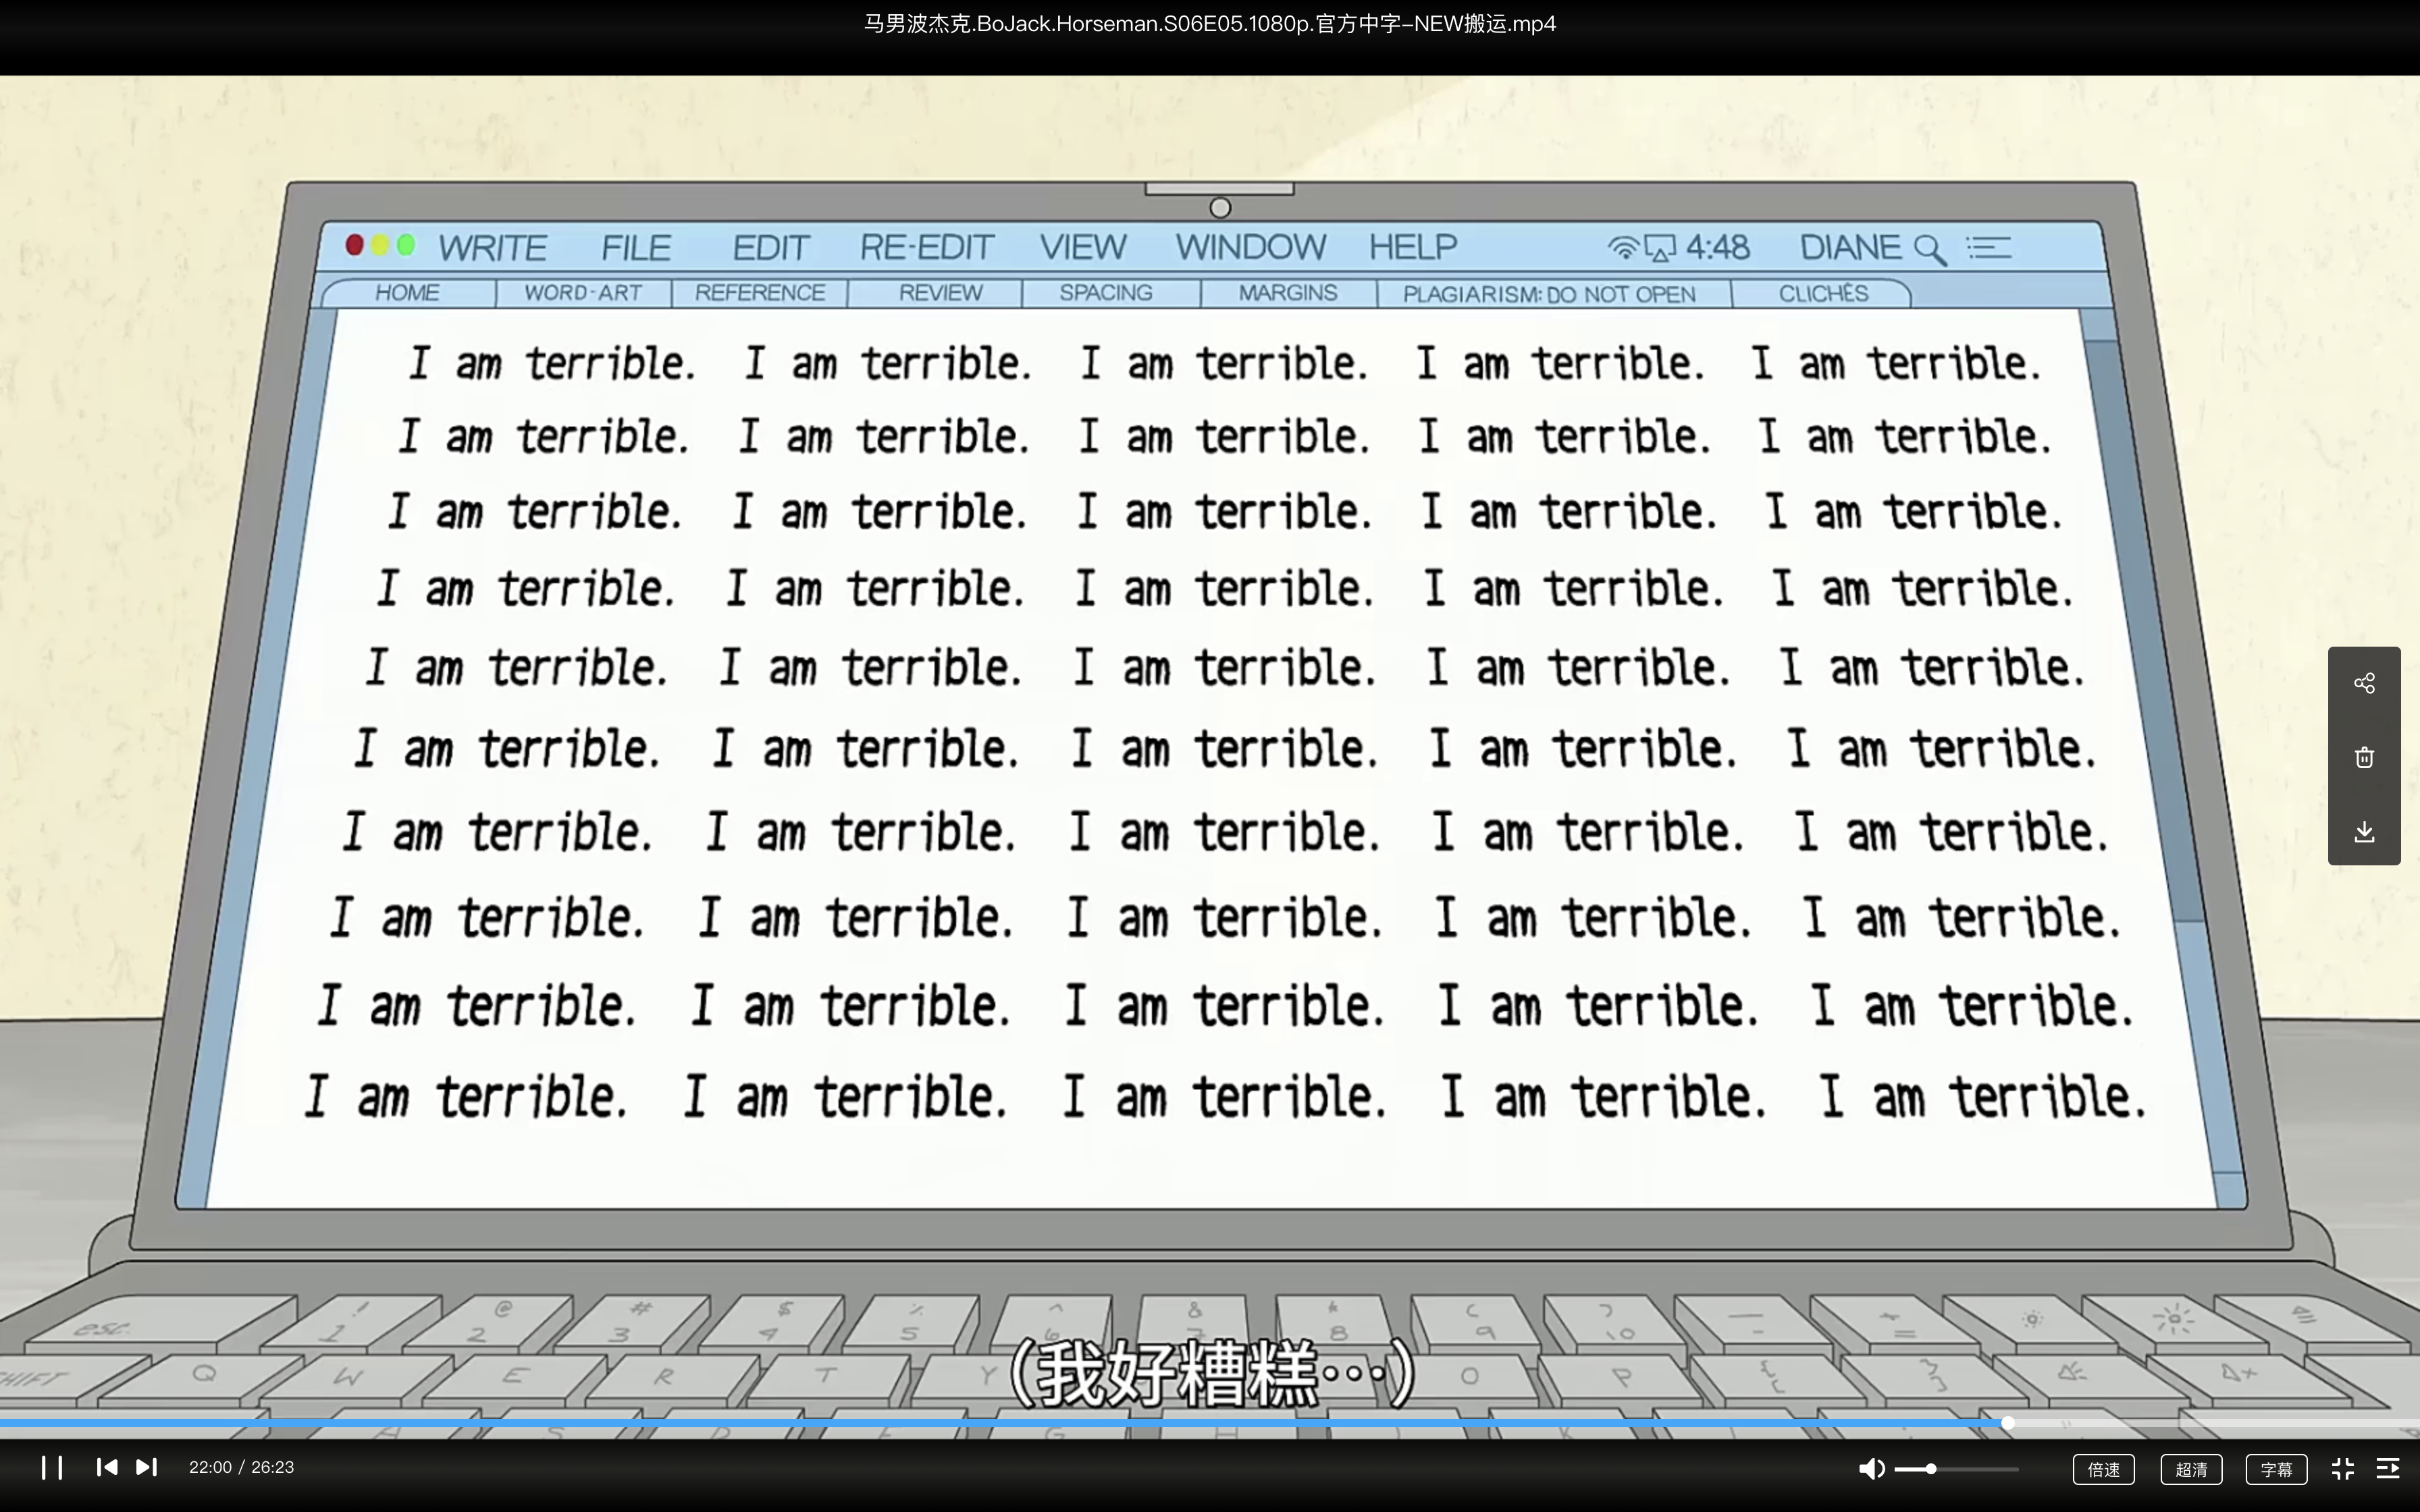 马男波杰克.BoJack.Horseman.S06E05.1080p.官方中字-NEW搬运.mp4
WRITE FILE EDIT RE-EDIT VIEW WINDOW HELP 4:48 DIANE
HOME WORD-ART REFERENCE REVIEW SPACING MARGINS PLAGIARISM: DO NOT OPEN CLICHÉS
I am terrible. I am terrible. I am terrible. I am terrible. I am terrible.
I am terrible. I am terrible. I am terrible. I am terrible. I am terrible.
I am terrible. I am terrible. I am terrible. I am terrible. I am terrible.
I am terrible. I am terrible. I am terrible. I am terrible. I am terrible.
I am terrible. I am terrible. I am terrible. I am terrible. I am terrible.
I am terrible. I am terrible. I am terrible. I am terrible. I am terrible.
I am terrible. I am terrible. I am terrible. I am terrible. I am terrible.
I am terrible. I am terrible. I am terrible. I am terrible. I am terrible.
I am terrible. I am terrible. I am terrible. I am terrible. I am terrible.
I am terrible. I am terrible. I am terrible. I am terrible. I am terrible.
! @ # $ % ^ & * ( )
esc. 1 2 3 4 5 6 7 8 9 10 - =
SHIFT Q W E R T Y O P { }
(我好糟糕…)
A S D F G H K
22:00 / 26:23 倍速 超清 字幕